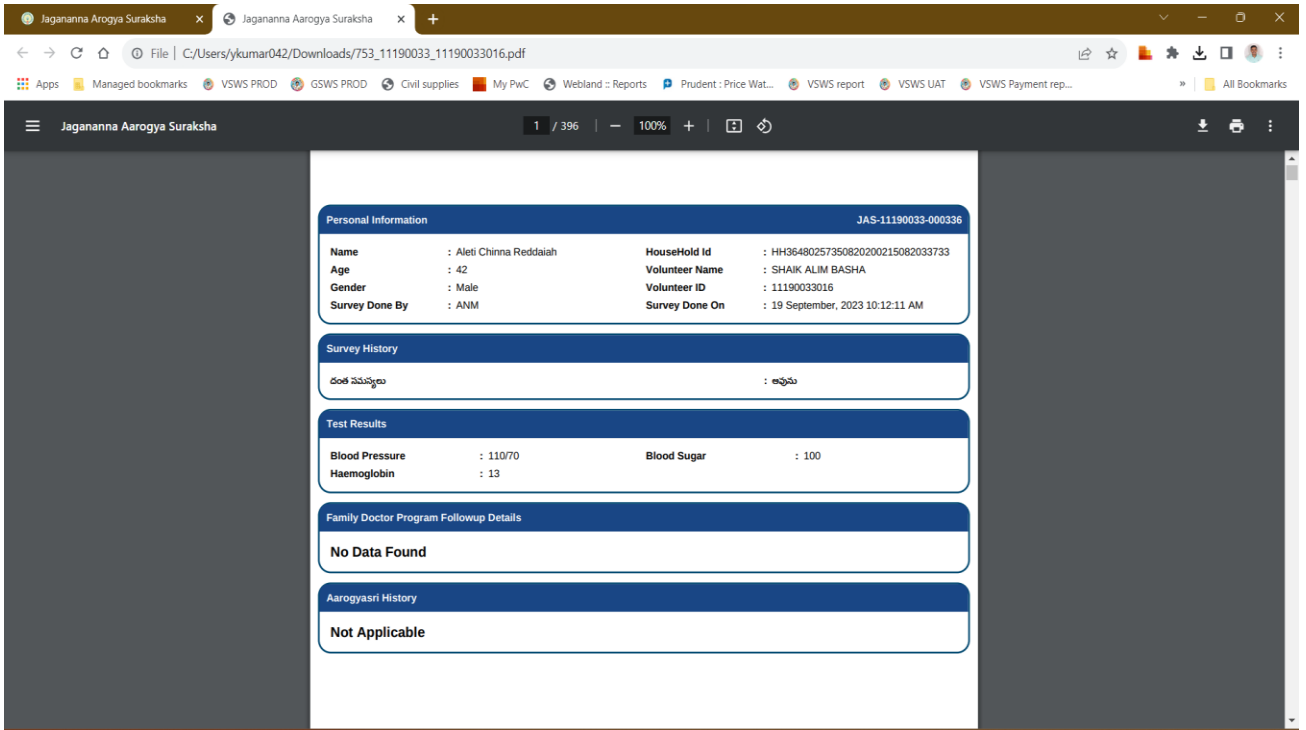 Jagananna Arogya Suraksha
Jagananna Aarogya Suraksha
File | C:/Users/ykumar042/Downloads/753_11190033_11190033016.pdf
Apps Managed bookmarks VSWS PROD GSWS PROD Civil supplies My PwC Webland :: Reports Prudent : Price Wat... VSWS report VSWS UAT VSWS Payment rep... » All Bookmarks
Jagananna Aarogya Suraksha 1 / 396 | − 100% + |
Personal Information JAS-11190033-000336
Name : Aleti Chinna Reddaiah HouseHold Id : HH36480257350820200215082033733
Age : 42 Volunteer Name : SHAIK ALIM BASHA
Gender : Male Volunteer ID : 11190033016
Survey Done By : ANM Survey Done On : 19 September, 2023 10:12:11 AM
Survey History
దంత సమస్యలు : అవును
Test Results
Blood Pressure : 110/70 Blood Sugar : 100
Haemoglobin : 13
Family Doctor Program Followup Details
No Data Found
Aarogyasri History
Not Applicable